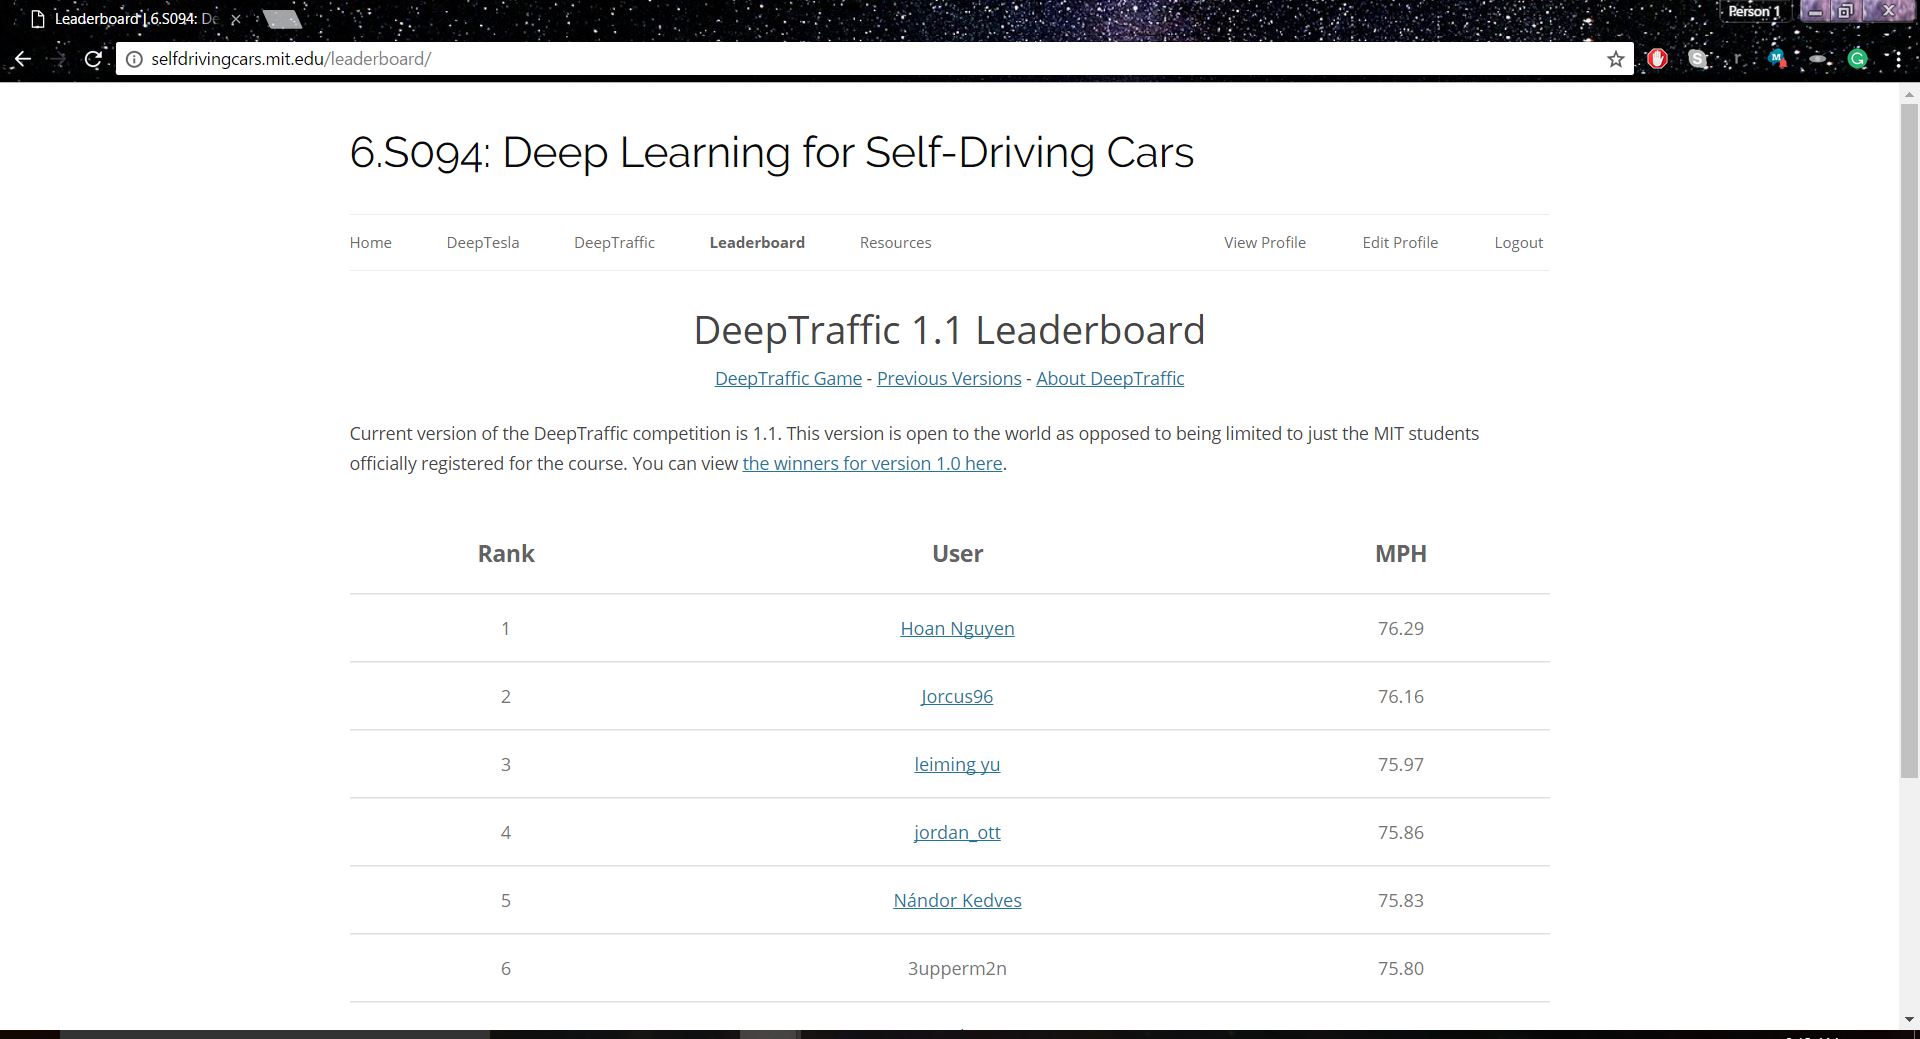 Leaderboard | 6.S094: De
Person 1
selfdrivingcars.mit.edu/leaderboard/
6.S094: Deep Learning for Self-Driving Cars
Home DeepTesla DeepTraffic Leaderboard Resources View Profile Edit Profile Logout
DeepTraffic 1.1 Leaderboard
DeepTraffic Game - Previous Versions - About DeepTraffic
Current version of the DeepTraffic competition is 1.1. This version is open to the world as opposed to being limited to just the MIT students
officially registered for the course. You can view the winners for version 1.0 here.
Rank User MPH
1 Hoan Nguyen 76.29
2 Jorcus96 76.16
3 leiming yu 75.97
4 jordan_ott 75.86
5 Nándor Kedves 75.83
6 3upperm2n 75.80